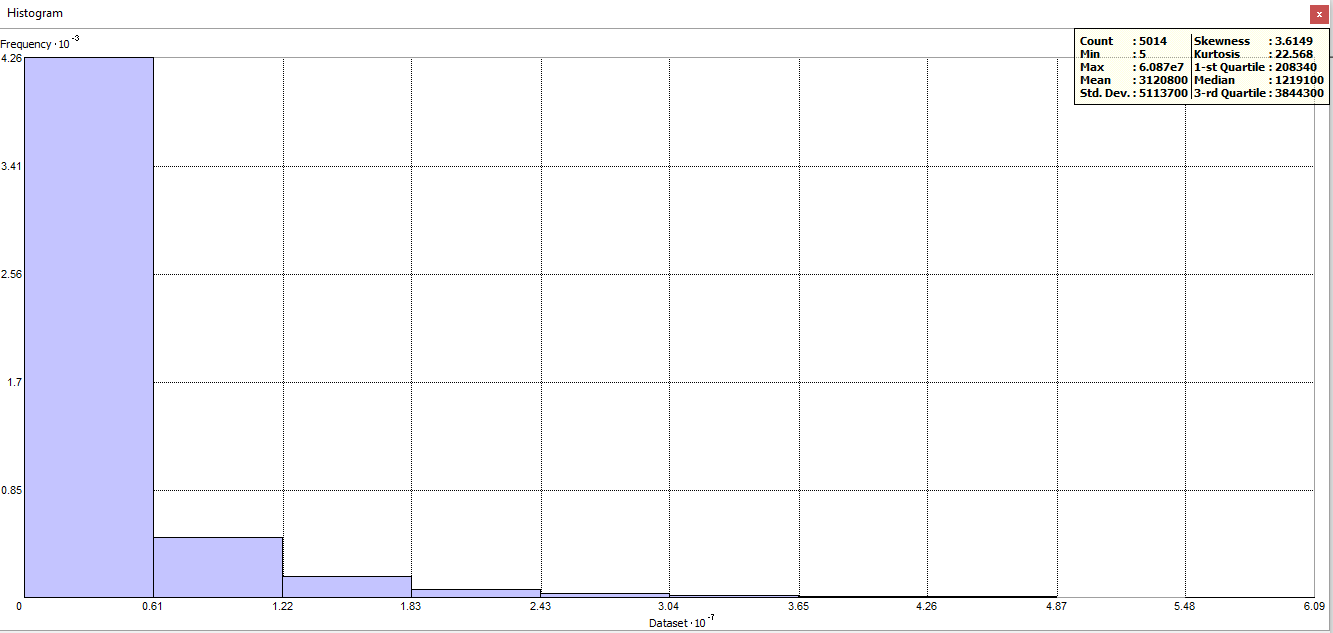 Histogram
x
Frequency · 10 -3
Count : 5014 Skewness : 3.6149
Min : 5 Kurtosis : 22.568
Max : 6.087e7 1-st Quartile : 208340
Mean : 3120800 Median : 1219100
Std. Dev. : 5113700 3-rd Quartile : 3844300
4.26
3.41
2.56
1.7
0.85
0 0.61 1.22 1.83 2.43 3.04 3.65 4.26 4.87 5.48 6.09
Dataset · 10 -7